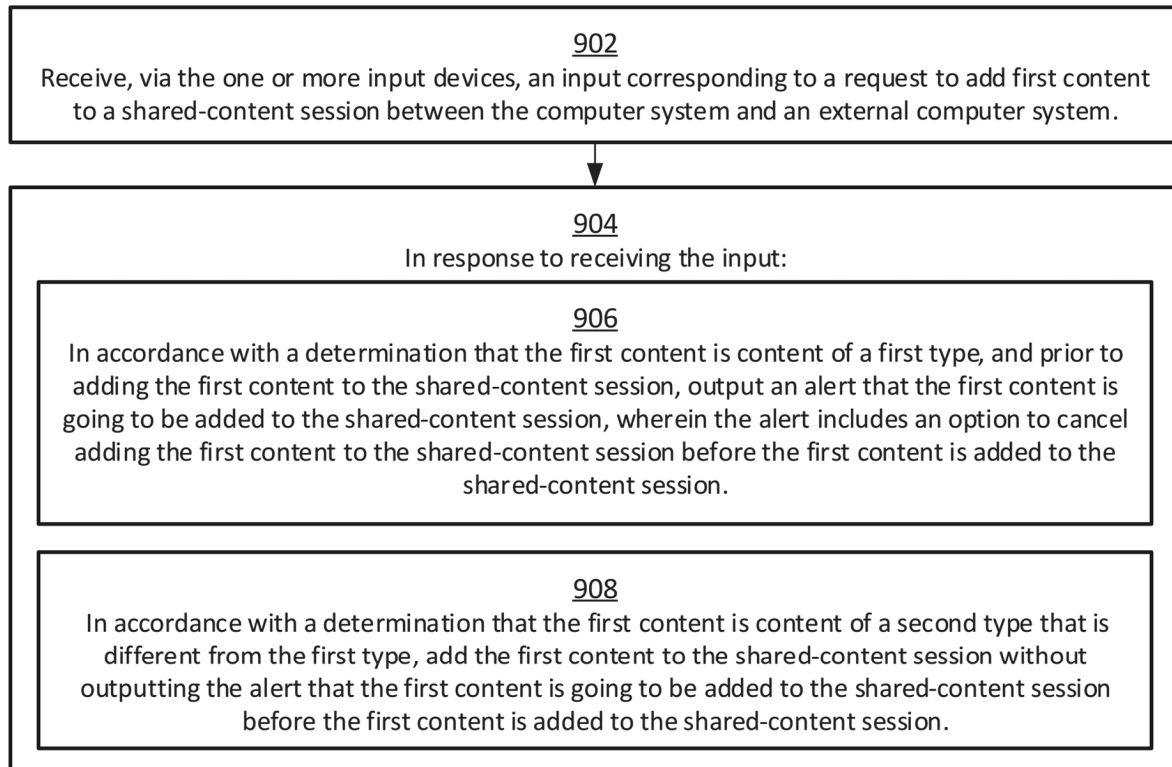 902
Receive, via the one or more input devices, an input corresponding to a request to add first content
to a shared-content session between the computer system and an external computer system.
904
In response to receiving the input:
906
In accordance with a determination that the first content is content of a first type, and prior to
adding the first content to the shared-content session, output an alert that the first content is
going to be added to the shared-content session, wherein the alert includes an option to cancel
adding the first content to the shared-content session before the first content is added to the
shared-content session.
908
In accordance with a determination that the first content is content of a second type that is
different from the first type, add the first content to the shared-content session without
outputting the alert that the first content is going to be added to the shared-content session
before the first content is added to the shared-content session.